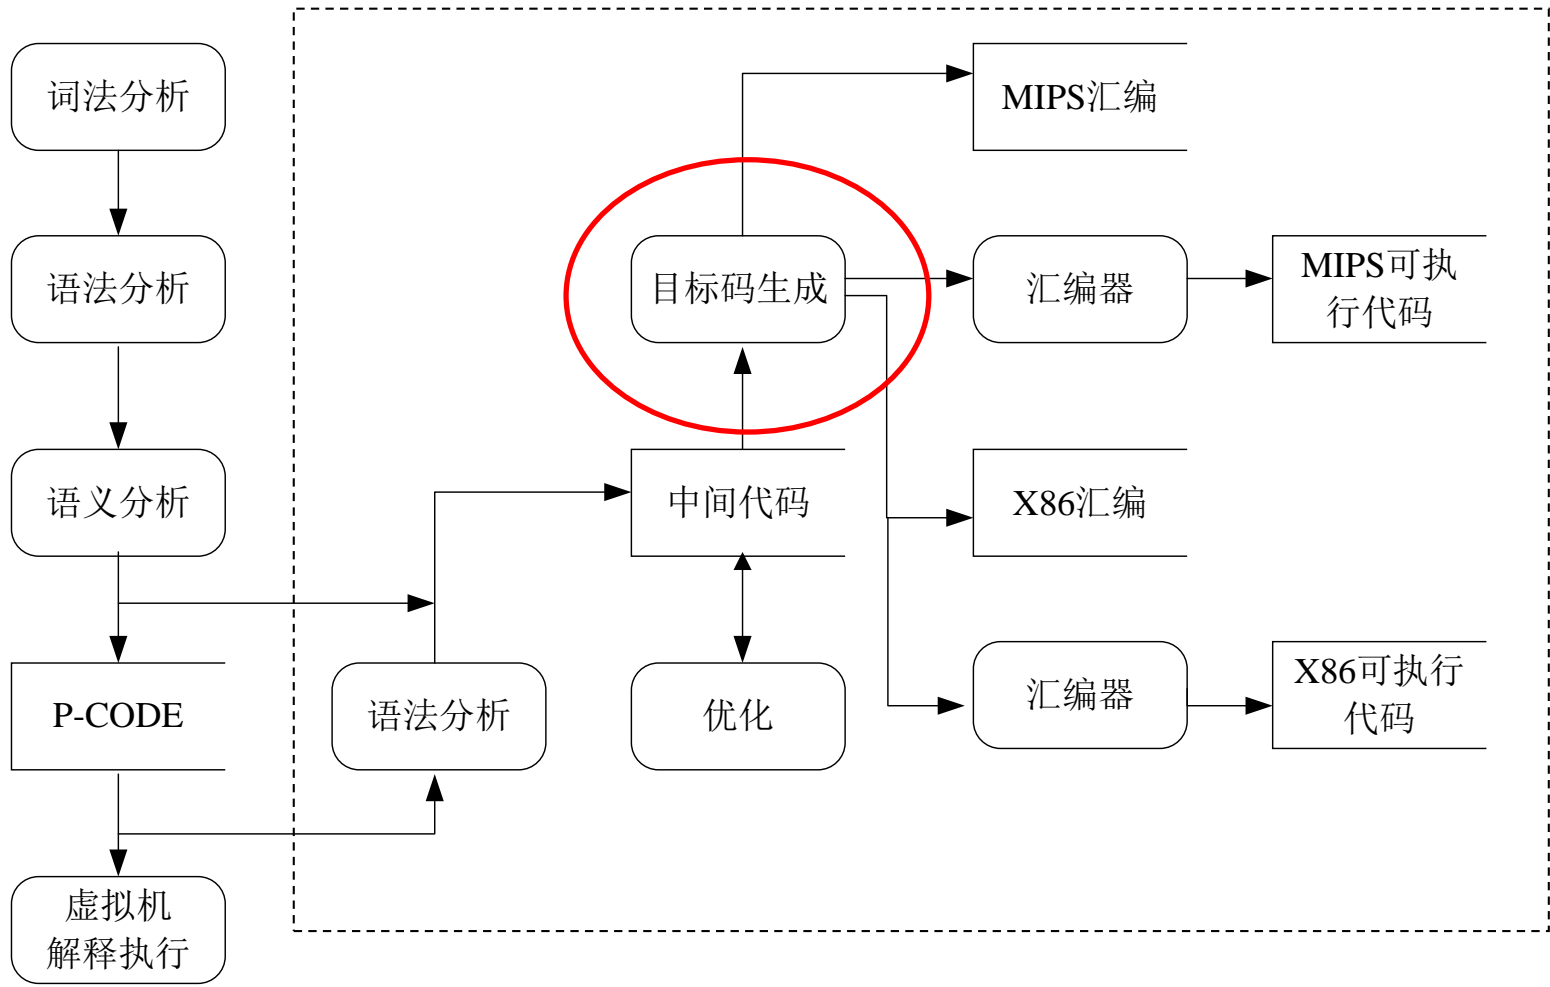 词法分析
MIPS汇编
语法分析
目标码生成
汇编器
MIPS可执
行代码
语义分析
中间代码
X86汇编
P-CODE
语法分析
优化
汇编器
X86可执行
代码
虚拟机
解释执行